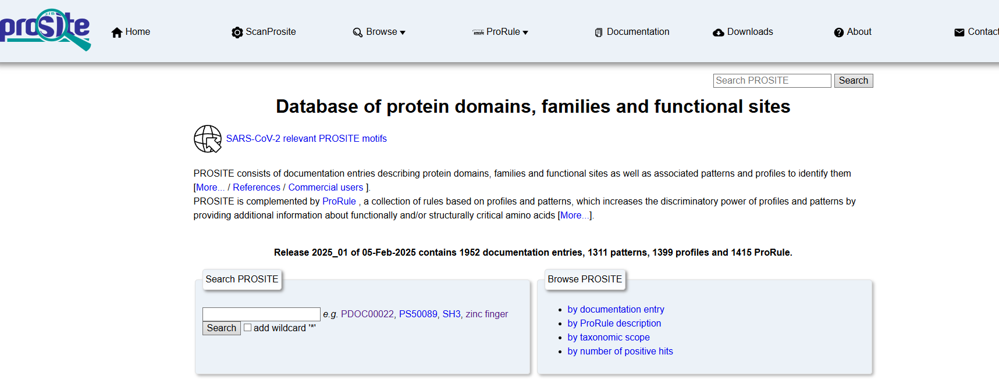 SIB
prosite
Home ScanProsite Browse ▾ ProRule ▾ Documentation Downloads About Contact
Search PROSITE Search
Database of protein domains, families and functional sites
SARS-CoV-2 relevant PROSITE motifs
PROSITE consists of documentation entries describing protein domains, families and functional sites as well as associated patterns and profiles to identify them
[More... / References / Commercial users ].
PROSITE is complemented by ProRule , a collection of rules based on profiles and patterns, which increases the discriminatory power of profiles and patterns by
providing additional information about functionally and/or structurally critical amino acids [More...].
Release 2025_01 of 05-Feb-2025 contains 1952 documentation entries, 1311 patterns, 1399 profiles and 1415 ProRule.
Search PROSITE
e.g. PDOC00022, PS50089, SH3, zinc finger
Search add wildcard '*'
Browse PROSITE
• by documentation entry
• by ProRule description
• by taxonomic scope
• by number of positive hits